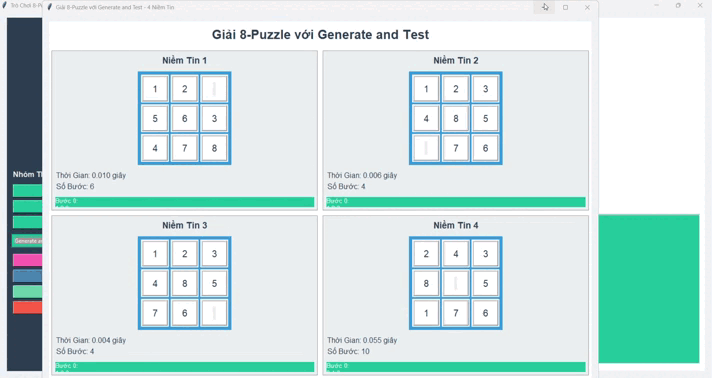 Giải 8-Puzzle với Generate and Test - 4 Niềm Tin
Giải 8-Puzzle với Generate and Test
Niềm Tin 1
1 2
5 6 3
4 7 8
Thời Gian: 0.010 giây
Số Bước: 6
Bước 0:
Niềm Tin 2
1 2 3
4 8 5
7 6
Thời Gian: 0.006 giây
Số Bước: 4
Bước 0:
Niềm Tin 3
1 2 3
4 8 5
7 6
Thời Gian: 0.004 giây
Số Bước: 4
Bước 0:
Niềm Tin 4
2 4 3
8 5
1 7 6
Thời Gian: 0.055 giây
Số Bước: 10
Bước 0:
Trò Chơi 8-P
Nhóm Th
Generate a